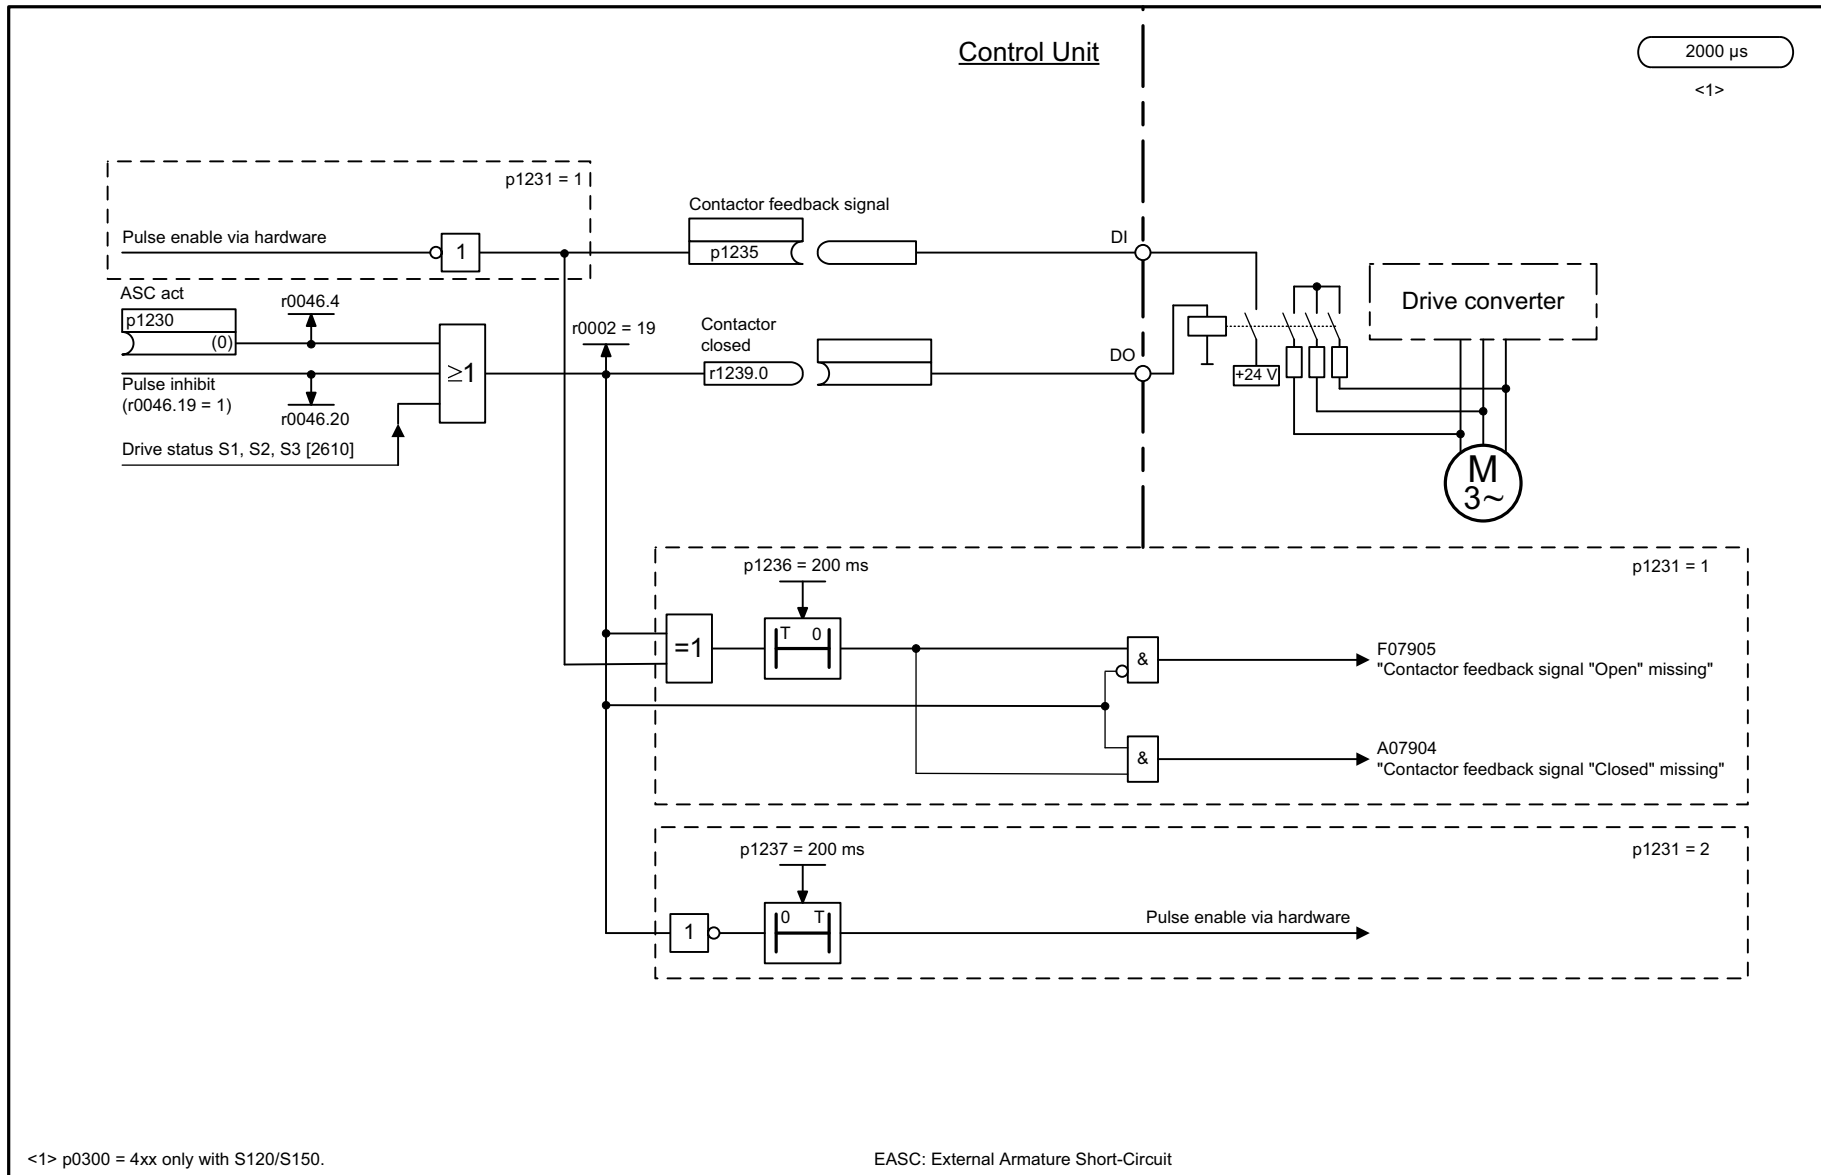 Control Unit
2000 µs
<1>
p1231 = 1
Pulse enable via hardware
1
Contactor feedback signal
p1235
DI
ASC act
p1230
(0)
r0046.4
Pulse inhibit
(r0046.19 = 1)
r0046.20
Drive status S1, S2, S3 [2610]
≥1
r0002 = 19
Contactor
closed
r1239.0
DO
+24 V
Drive converter
M
3~
p1236 = 200 ms
p1231 = 1
=1
T 0
&
F07905
"Contactor feedback signal "Open" missing"
&
A07904
"Contactor feedback signal "Closed" missing"
p1237 = 200 ms
p1231 = 2
1
0 T
Pulse enable via hardware
<1> p0300 = 4xx only with S120/S150.
EASC: External Armature Short-Circuit